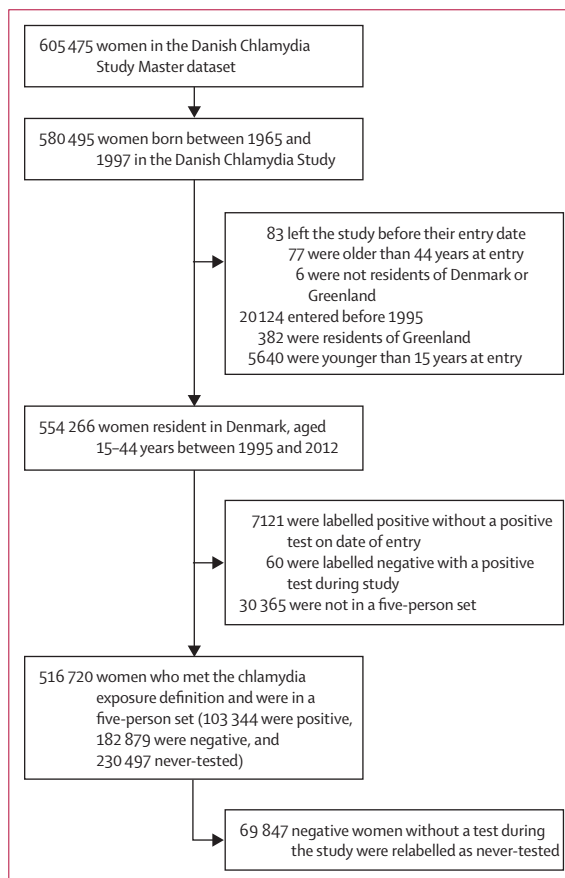 605 475 women in the Danish Chlamydia
Study Master dataset
580 495 women born between 1965 and
1997 in the Danish Chlamydia Study
83 left the study before their entry date
77 were older than 44 years at entry
6 were not residents of Denmark or
Greenland
20 124 entered before 1995
382 were residents of Greenland
5640 were younger than 15 years at entry
554 266 women resident in Denmark, aged
15–44 years between 1995 and 2012
7121 were labelled positive without a positive
test on date of entry
60 were labelled negative with a positive
test during study
30 365 were not in a five-person set
516 720 women who met the chlamydia
exposure definition and were in a
five-person set (103 344 were positive,
182 879 were negative, and
230 497 never-tested)
69 847 negative women without a test during
the study were relabelled as never-tested